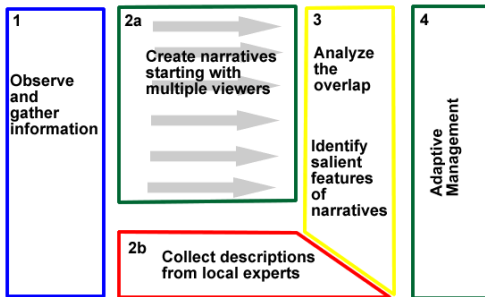 1
Observe
and
gather
information
2a
Create narratives
starting with
multiple viewers
2b
Collect descriptions
from local experts
3
Analyze
the
overlap
Identify
salient
features
of
narratives
4
Adaptive
Management